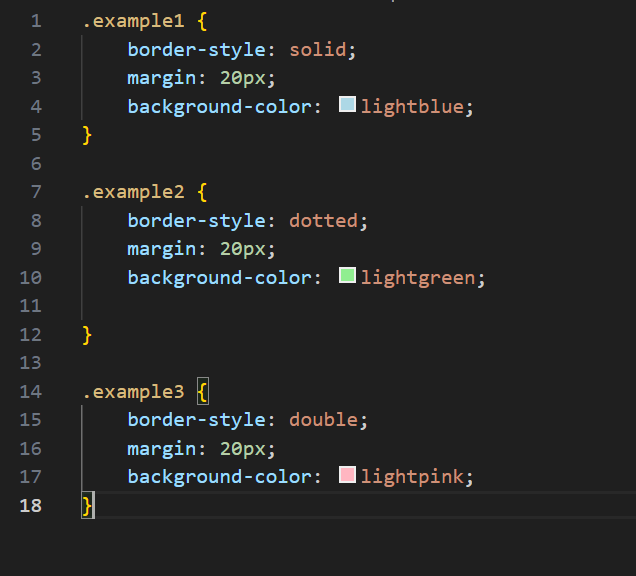 1 .example1 {
2 border-style: solid;
3 margin: 20px;
4 background-color: lightblue;
5 }
6
7 .example2 {
8 border-style: dotted;
9 margin: 20px;
10 background-color: lightgreen;
11
12 }
13
14 .example3 {
15 border-style: double;
16 margin: 20px;
17 background-color: lightpink;
18 }